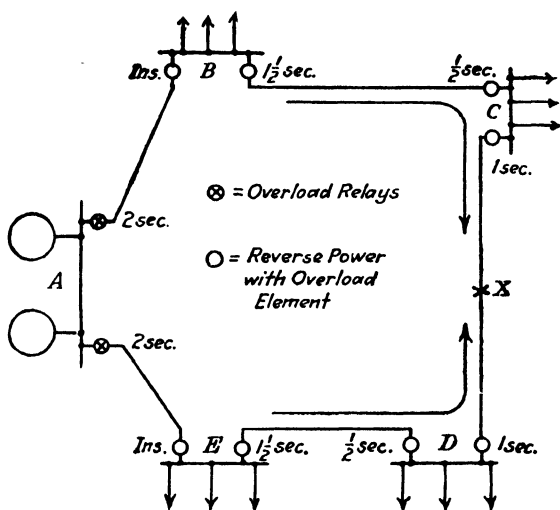 Ins. B 1½ sec.
½ sec.
C
1 sec.
2 sec.
⊗ = Overload Relays
○ = Reverse Power
with Overload
Element
A
X
2 sec.
Ins. E 1½ sec.
½ sec. D 1 sec.